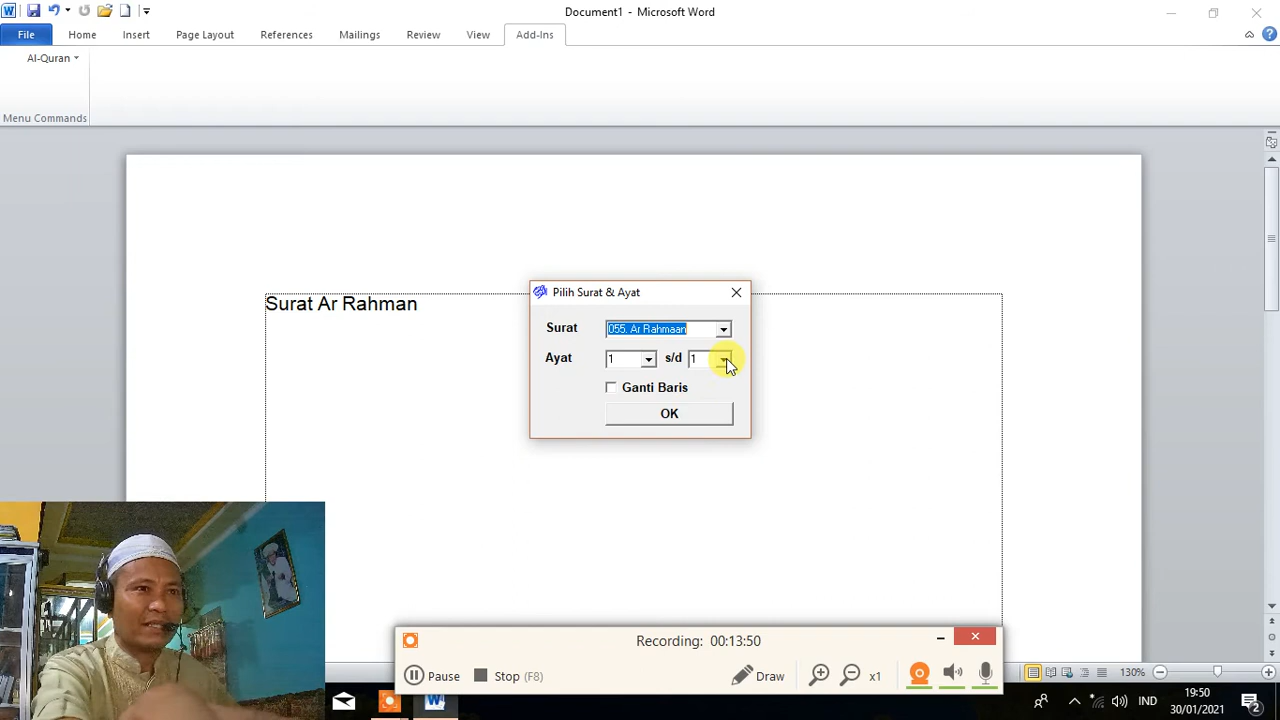 Document1 - Microsoft Word
File Home Insert Page Layout References Mailings Review View Add-Ins
Al-Quran
Menu Commands
Surat Ar Rahman
Pilih Surat & Ayat
Surat 055. Ar Rahmaan
Ayat 1 s/d 1
Ganti Baris
OK
Recording: 00:13:50
Pause Stop (F8) Draw x1
130%
IND
19:50
30/01/2021
2